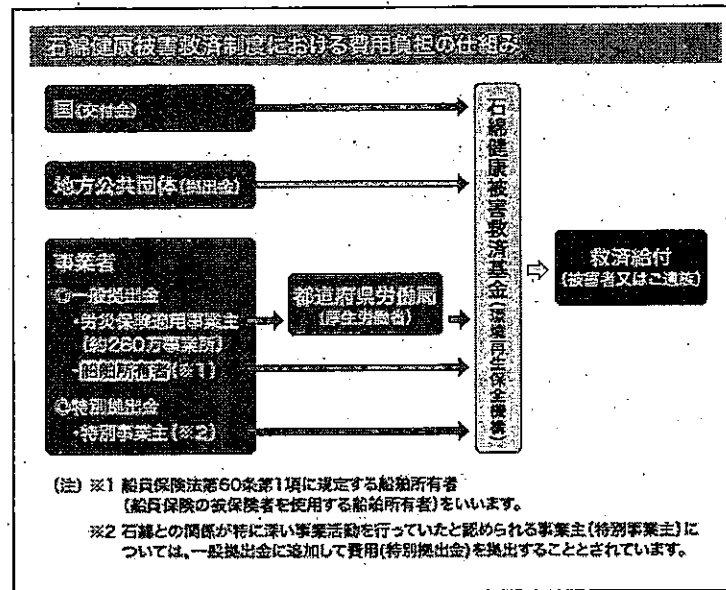 石綿健康被害救済制度における費用負担の仕組み
国(交付金)
地方公共団体(拠出金)
事業者
◎一般拠出金
・労災保険適用事業主
(約260万事業所)
・船舶所有者(※1)
◎特別拠出金
・特別事業主(※2)
都道府県労働局
(厚生労働省)
石綿健康被害救済基金(環境再生保全機構)
救済給付
(被害者又はご遺族)
(注) ※1 船員保険法第60条第1項に規定する船舶所有者
(船員保険の被保険者を使用する船舶所有者)をいいます。
※2 石綿との関係が特に深い事業活動を行っていたと認められる事業主(特別事業主)に
ついては、一般拠出金に追加して費用(特別拠出金)を拠出することとされています。